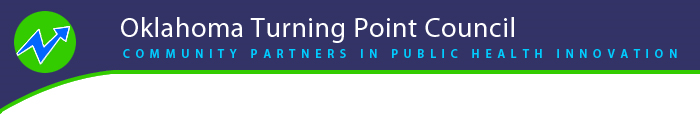 Oklahoma Turning Point Council
COMMUNITY PARTNERS IN PUBLIC HEALTH INNOVATION